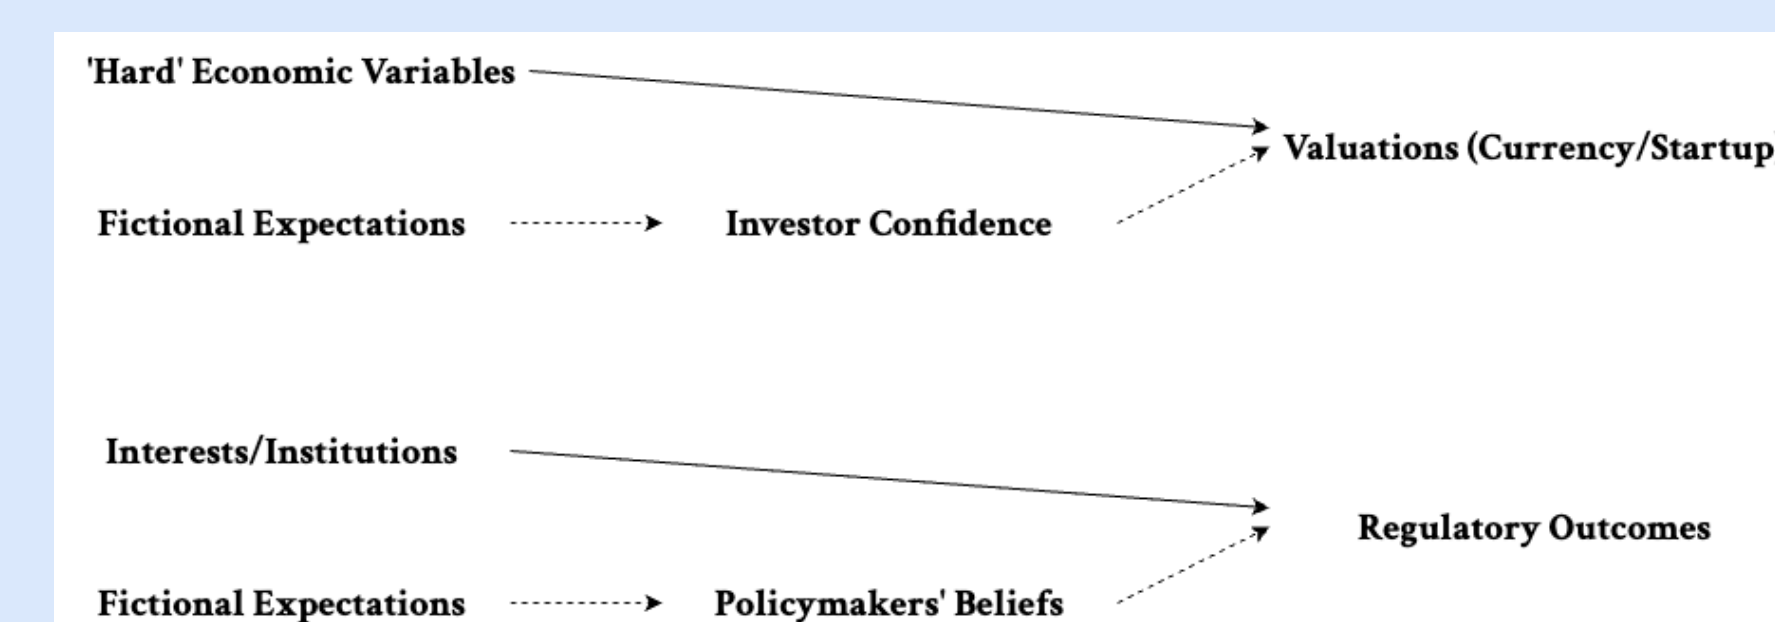 'Hard' Economic Variables
Valuations (Currency/Startup
Fictional Expectations
Investor Confidence
Interests/Institutions
Regulatory Outcomes
Fictional Expectations
Policymakers' Beliefs